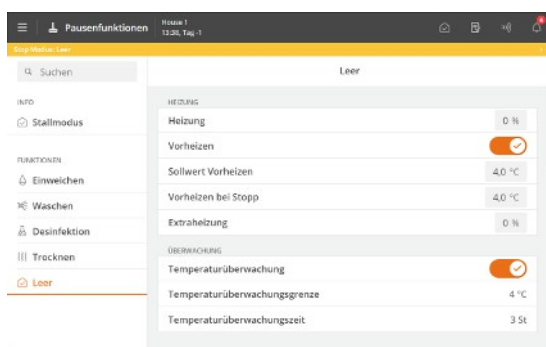 Pausenfunktionen
House 1
13:38, Tag -1
Stop Modus: Leer
Suchen
Leer
INFO
Stallmodus
FUNKTIONEN
Einweichen
Waschen
Desinfektion
Trocknen
Leer
HEIZUNG
Heizung 0 %
Vorheizen
Sollwert Vorheizen 4,0 °C
Vorheizen bei Stopp 4,0 °C
Extraheizung 0 %
ÜBERWACHUNG
Temperaturüberwachung
Temperaturüberwachungsgrenze 4 °C
Temperaturüberwachungszeit 3 St